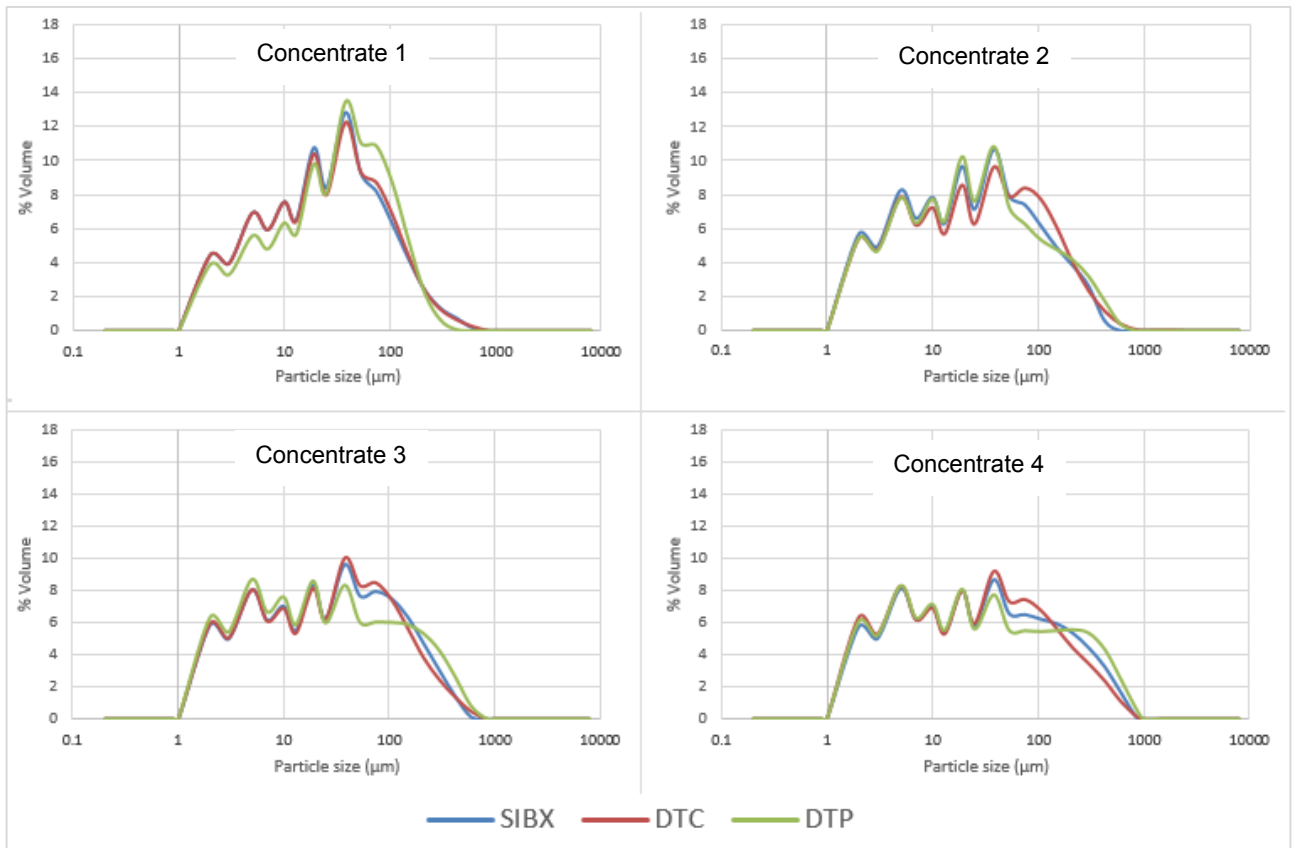 Concentrate 1
% Volume
18
16
14
12
10
8
6
4
2
0
0.1 1 10 100 1000 10000
Particle size (µm)
Concentrate 2
% Volume
18
16
14
12
10
8
6
4
2
0
0.1 1 10 100 1000 10000
Particle size (µm)
Concentrate 3
% Volume
18
16
14
12
10
8
6
4
2
0
0.1 1 10 100 1000 10000
Particle size (µm)
Concentrate 4
% Volume
18
16
14
12
10
8
6
4
2
0
0.1 1 10 100 1000 10000
Particle size (µm)
SIBX DTC DTP